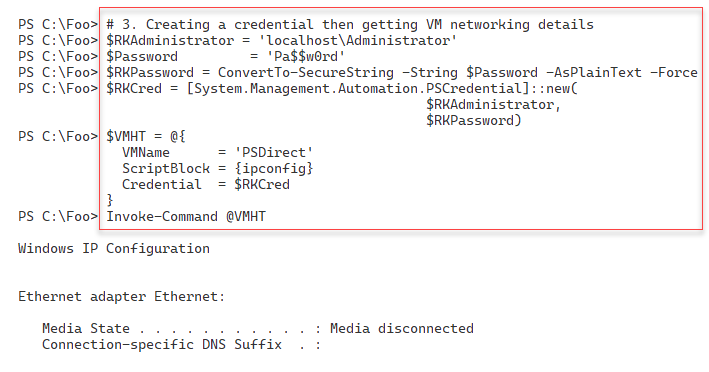 PS C:\Foo> # 3. Creating a credential then getting VM networking details
PS C:\Foo> $RKAdministrator = 'localhost\Administrator'
PS C:\Foo> $Password        = 'Pa$$w0rd'
PS C:\Foo> $RKPassword = ConvertTo-SecureString -String $Password -AsPlainText -Force
PS C:\Foo> $RKCred = [System.Management.Automation.PSCredential]::new(
                                                   $RKAdministrator,
                                                   $RKPassword)
PS C:\Foo> $VMHT = @{
             VMName      = 'PSDirect'
             ScriptBlock = {ipconfig}
             Credential  = $RKCred
           }
PS C:\Foo> Invoke-Command @VMHT
Windows IP Configuration
Ethernet adapter Ethernet:
   Media State . . . . . . . . . . . : Media disconnected
   Connection-specific DNS Suffix  . :